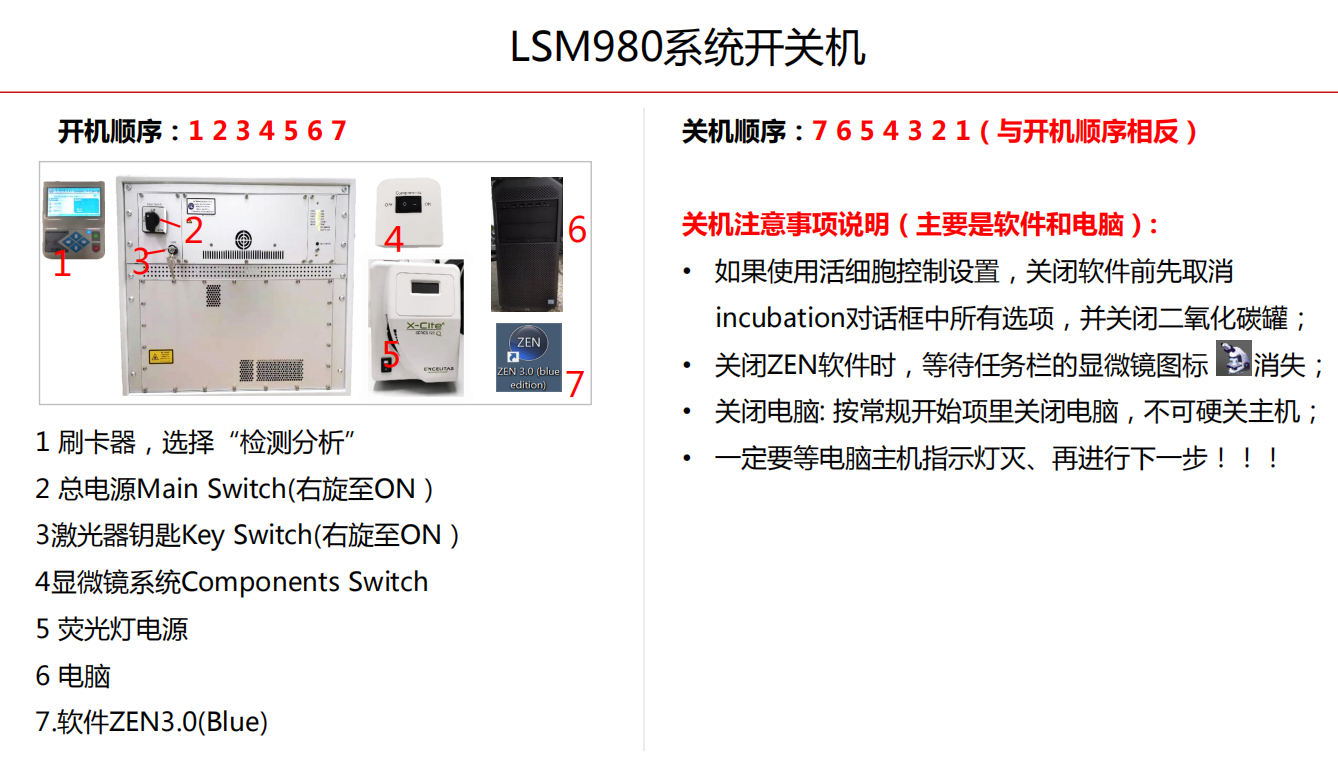 LSM980系统开关机
开机顺序：1 2 3 4 5 6 7
1
2
3
4
5
6
7
X-Cite
EXCELITAS
ZEN
ZEN 3.0 (blue
edition)
1 刷卡器，选择“检测分析”
2 总电源Main Switch(右旋至ON）
3激光器钥匙Key Switch(右旋至ON）
4显微镜系统Components Switch
5 荧光灯电源
6 电脑
7.软件ZEN3.0(Blue)
关机顺序：7 6 5 4 3 2 1（与开机顺序相反）
关机注意事项说明（主要是软件和电脑）：
• 如果使用活细胞控制设置，关闭软件前先取消
incubation对话框中所有选项，并关闭二氧化碳罐；
• 关闭ZEN软件时，等待任务栏的显微镜图标 消失；
• 关闭电脑: 按常规开始项里关闭电脑，不可硬关主机；
• 一定要等电脑主机指示灯灭、再进行下一步！！！